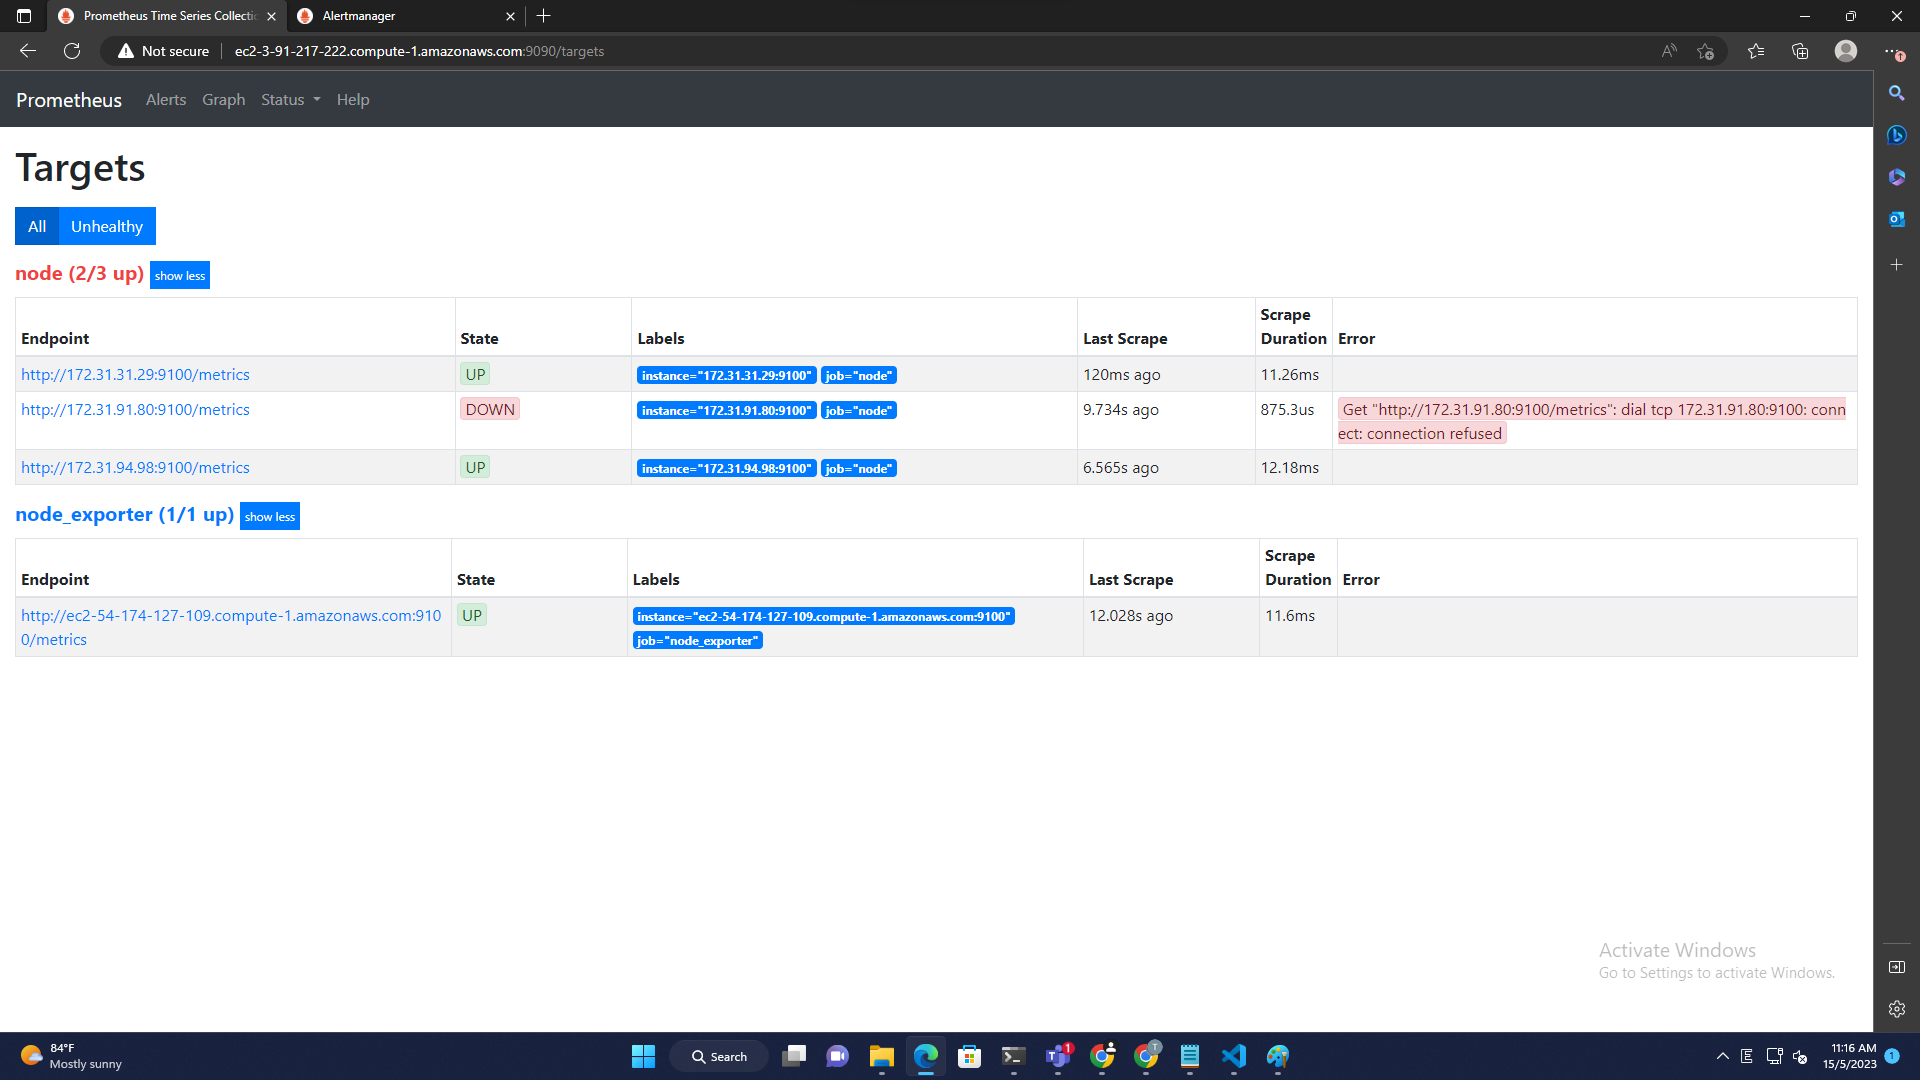 Prometheus Time Series Collectio
Alertmanager
Not secure
ec2-3-91-217-222.compute-1.amazonaws.com:9090/targets
Prometheus Alerts Graph Status Help
Targets
All Unhealthy
node (2/3 up) show less
Endpoint State Labels Last Scrape Scrape Duration Error
http://172.31.31.29:9100/metrics UP instance="172.31.31.29:9100" job="node" 120ms ago 11.26ms
http://172.31.91.80:9100/metrics DOWN instance="172.31.91.80:9100" job="node" 9.734s ago 875.3us Get "http://172.31.91.80:9100/metrics": dial tcp 172.31.91.80:9100: conn
ect: connection refused
http://172.31.94.98:9100/metrics UP instance="172.31.94.98:9100" job="node" 6.565s ago 12.18ms
node_exporter (1/1 up) show less
Endpoint State Labels Last Scrape Scrape Duration Error
http://ec2-54-174-127-109.compute-1.amazonaws.com:910 UP instance="ec2-54-174-127-109.compute-1.amazonaws.com:9100" 12.028s ago 11.6ms
0/metrics job="node_exporter"
Activate Windows
Go to Settings to activate Windows.
84°F
Mostly sunny
Search
11:16 AM
15/5/2023